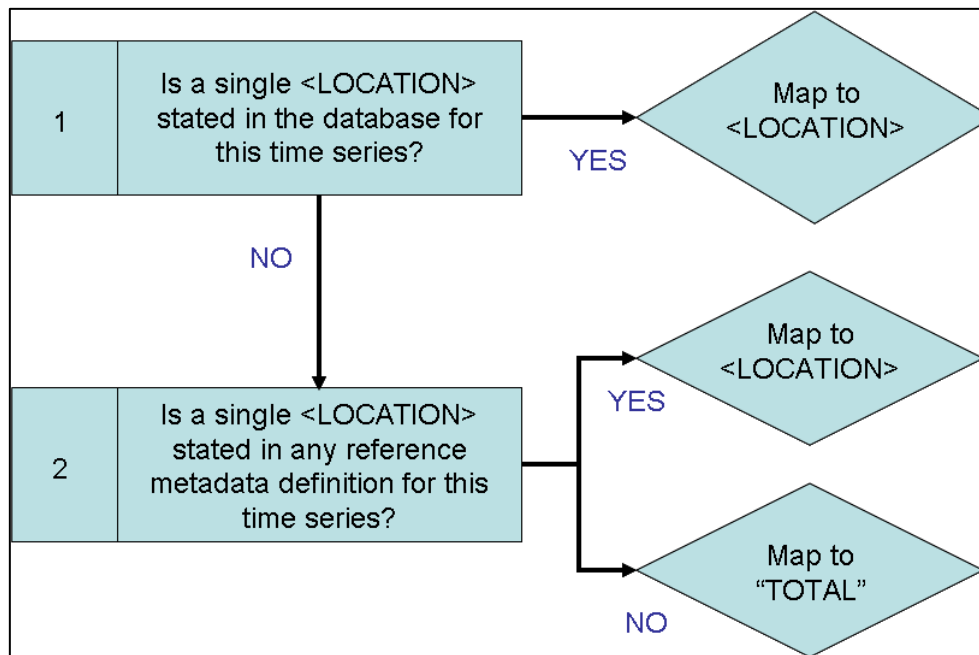 1
Is a single <LOCATION>
stated in the database for
this time series?
YES
Map to
<LOCATION>
NO
2
Is a single <LOCATION>
stated in any reference
metadata definition for this
time series?
YES
Map to
<LOCATION>
NO
Map to
“TOTAL”